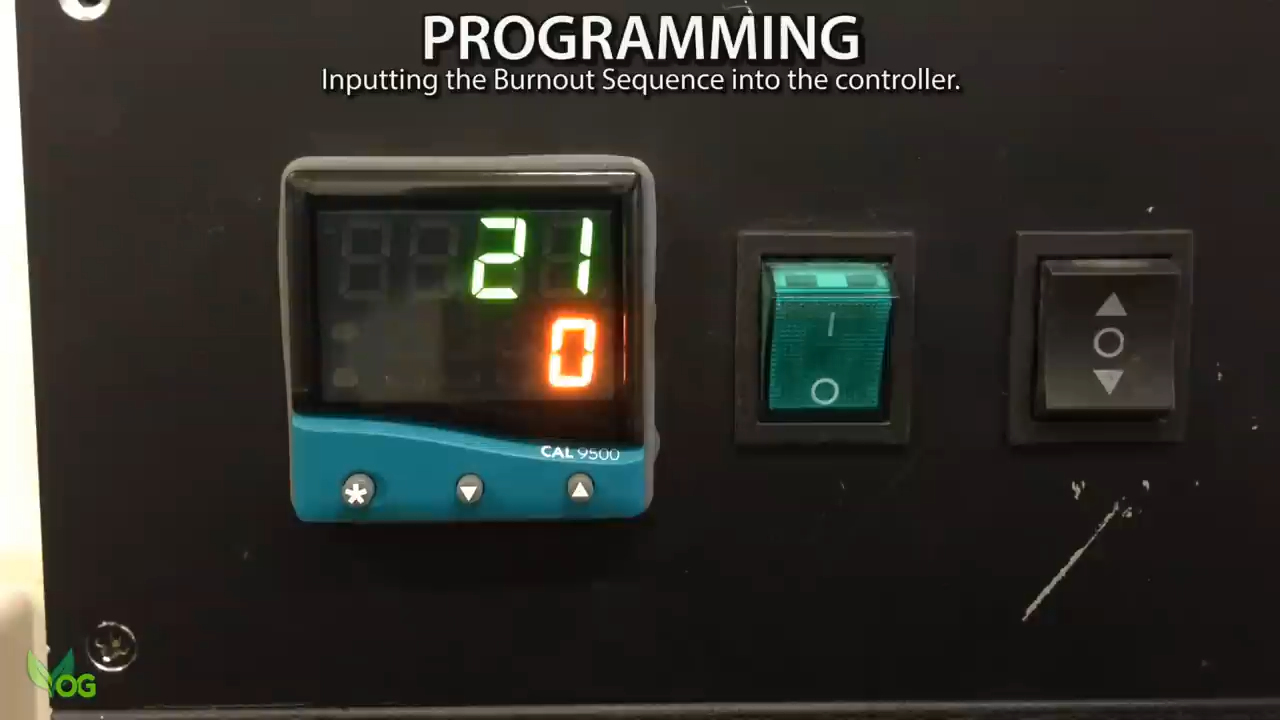 PROGRAMMING
Inputting the Burnout Sequence into the controller.
21
0
CAL 9500
OG